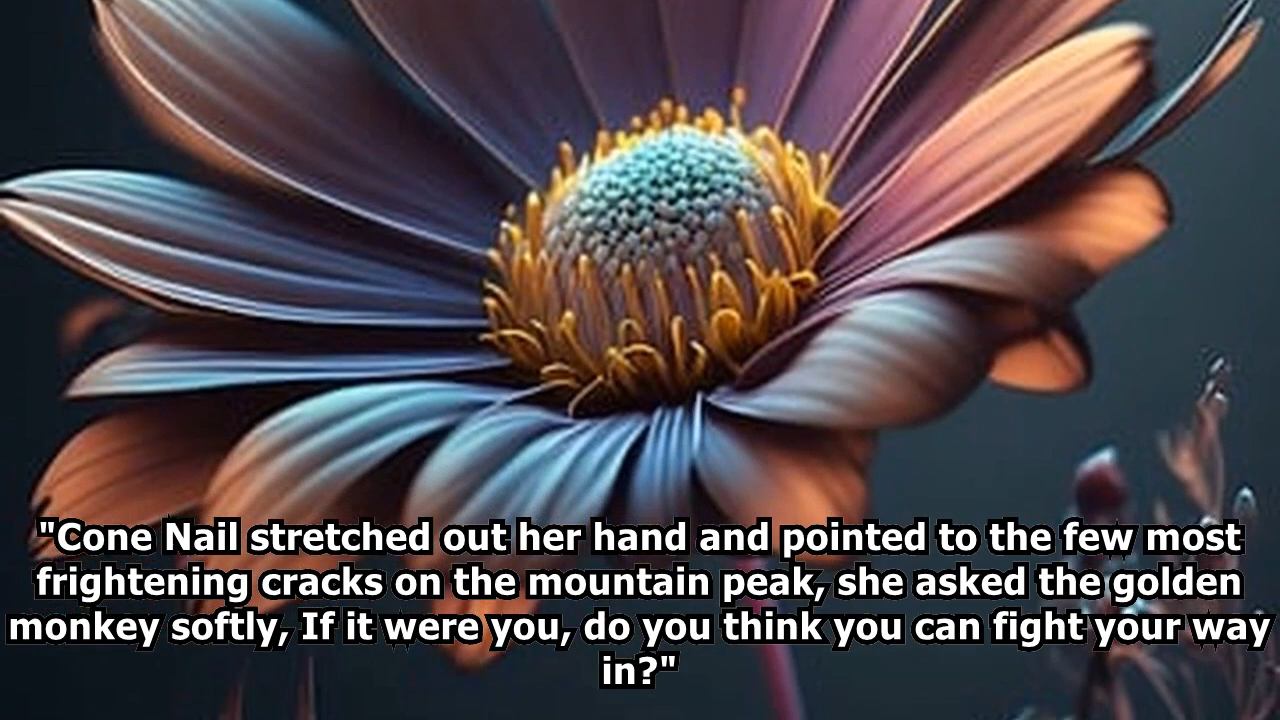 "Cone Nail stretched out her hand and pointed to the few most
frightening cracks on the mountain peak, she asked the golden
monkey softly, If it were you, do you think you can fight your way
in?"